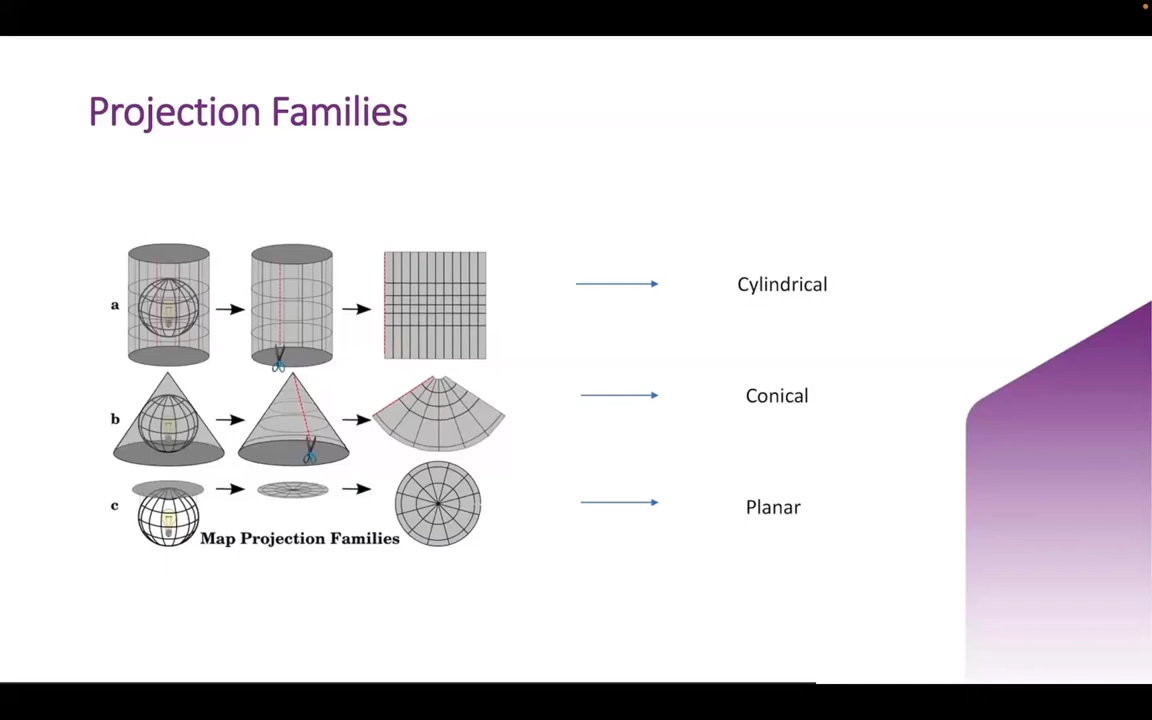 Projection Families
a
Cylindrical
b
Conical
c
Planar
Map Projection Families